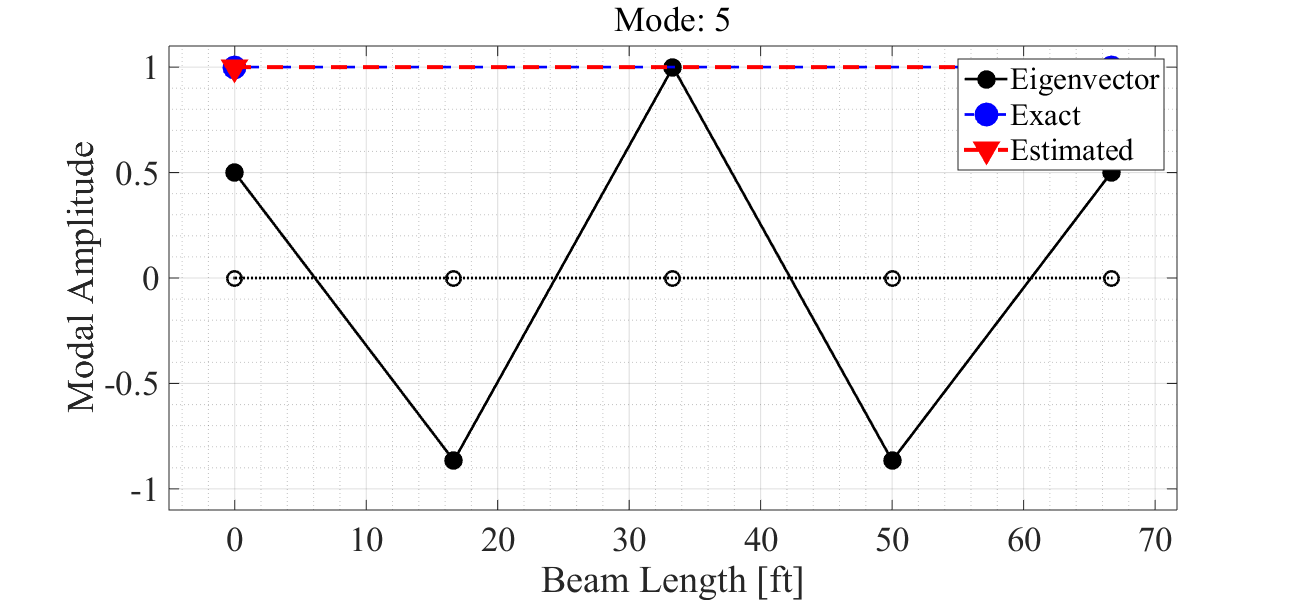 Mode: 5
Modal Amplitude
1
0.5
0
-0.5
-1
Eigenvector
Exact
Estimated
0 10 20 30 40 50 60 70
Beam Length [ft]